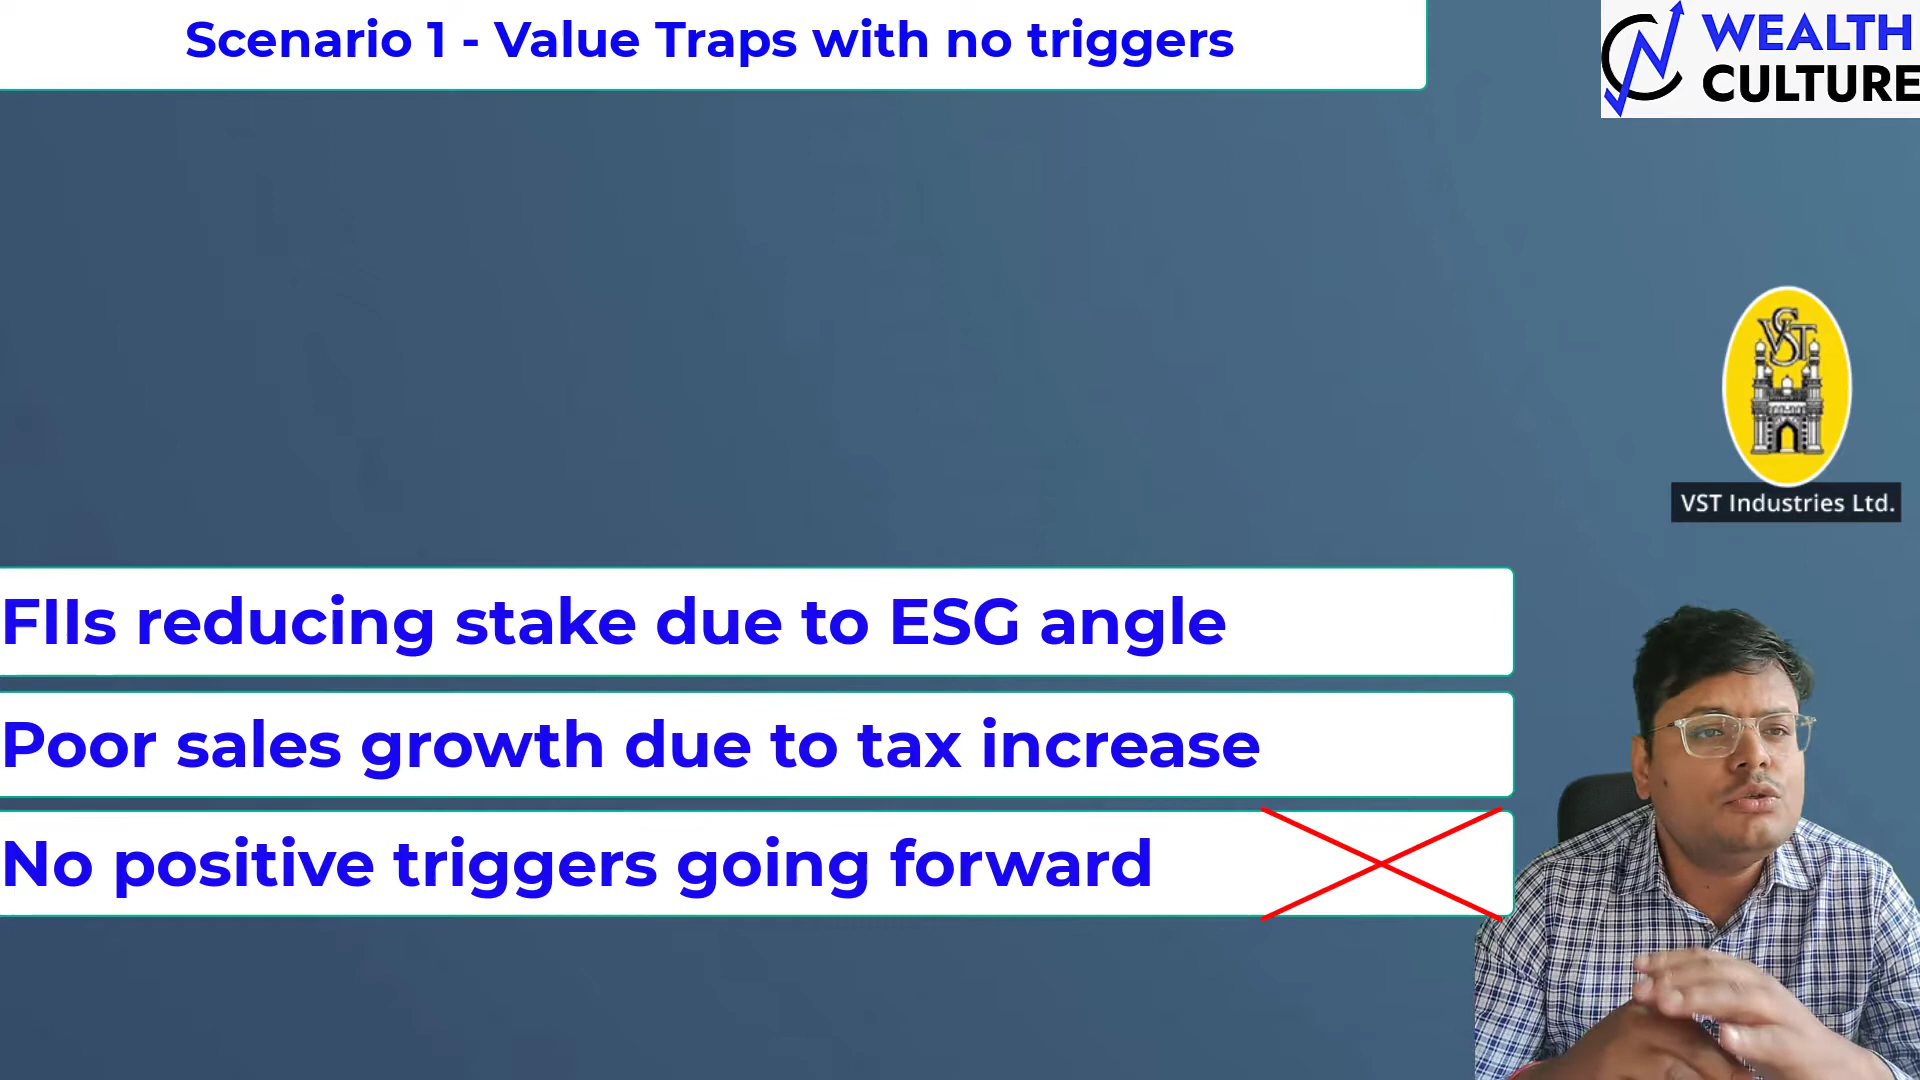 Scenario 1 - Value Traps with no triggers
WEALTH
CULTURE
VST
VST Industries Ltd.
FIIs reducing stake due to ESG angle
Poor sales growth due to tax increase
No positive triggers going forward